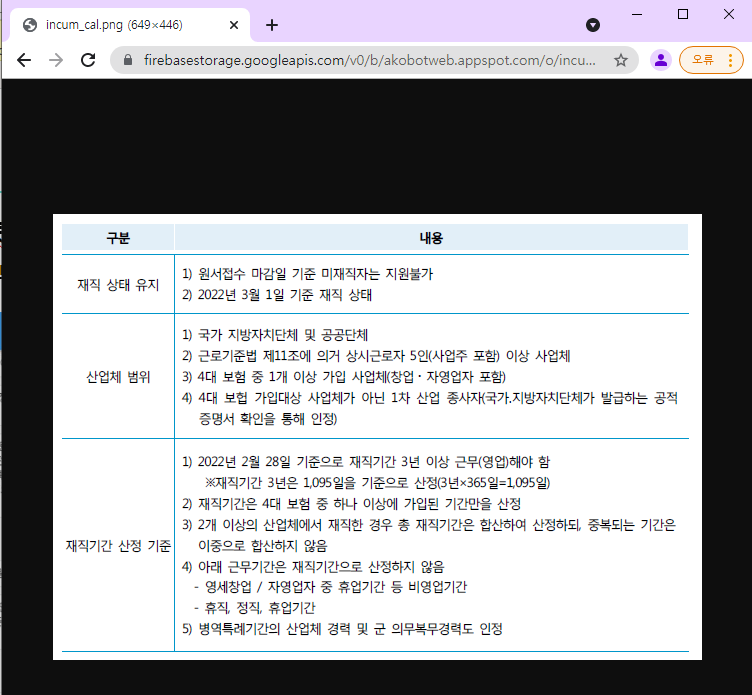 incum_cal.png (649×446)
firebasestorage.googleapis.com/v0/b/akobotweb.appspot.com/o/incu...
오류
구분 내용
재직 상태 유지
1) 원서접수 마감일 기준 미재직자는 지원불가
2) 2022년 3월 1일 기준 재직 상태
산업체 범위
1) 국가 지방자치단체 및 공공단체
2) 근로기준법 제11조에 의거 상시근로자 5인(사업주 포함) 이상 사업체
3) 4대 보험 중 1개 이상 가입 사업체(창업·자영업자 포함)
4) 4대 보헙 가입대상 사업체가 아닌 1차 산업 종사자(국가.지방자치단체가 발급하는 공적
증명서 확인을 통해 인정)
재직기간 산정 기준
1) 2022년 2월 28일 기준으로 재직기간 3년 이상 근무(영업)해야 함
※재직기간 3년은 1,095일을 기준으로 산정(3년×365일=1,095일)
2) 재직기간은 4대 보험 중 하나 이상에 가입된 기간만을 산정
3) 2개 이상의 산업체에서 재직한 경우 총 재직기간은 합산하여 산정하되, 중복되는 기간은
이중으로 합산하지 않음
4) 아래 근무기간은 재직기간으로 산정하지 않음
- 영세창업 / 자영업자 중 휴업기간 등 비영업기간
- 휴직, 정직, 휴업기간
5) 병역특례기간의 산업체 경력 및 군 의무복무경력도 인정